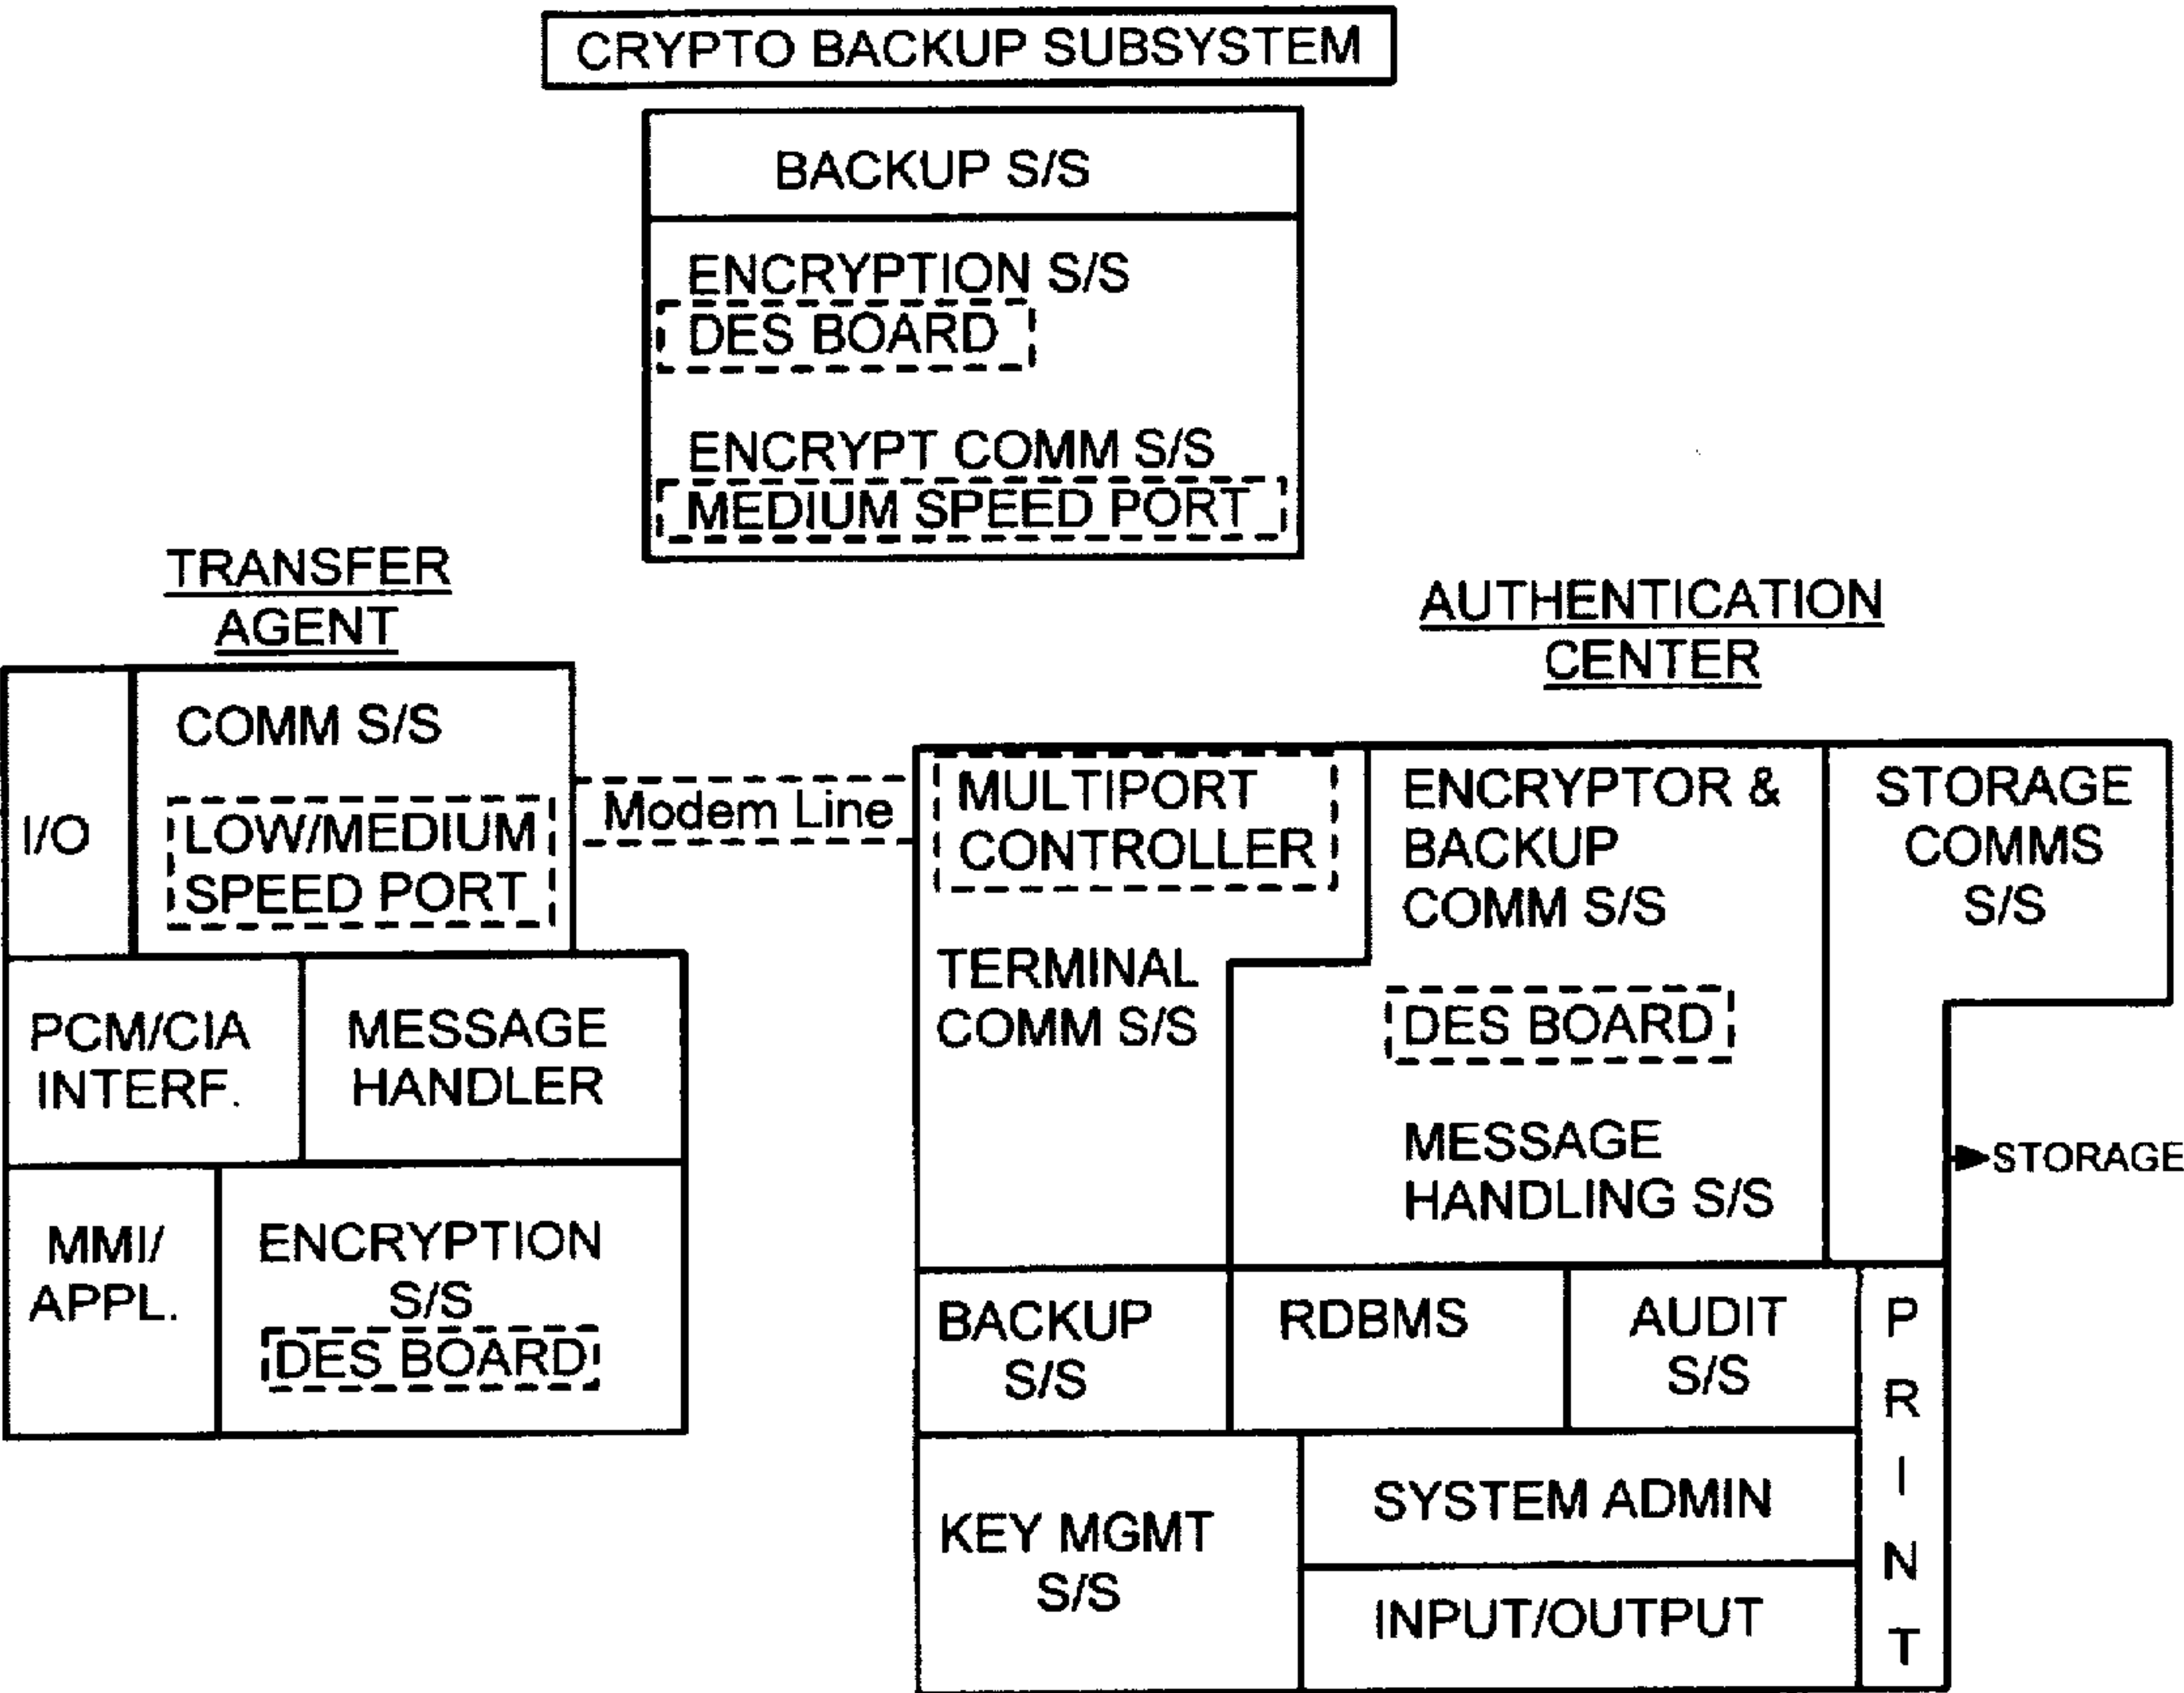 CRYPTO BACKUP SUBSYSTEM
BACKUP S/S
ENCRYPTION S/S
DES BOARD
ENCRYPT COMM S/S
MEDIUM SPEED PORT
TRANSFER
AGENT
I/O
COMM S/S
LOW/MEDIUM
SPEED PORT
PCM/CIA
INTERF.
MESSAGE
HANDLER
MMI/
APPL.
ENCRYPTION
S/S
DES BOARD
Modem Line
AUTHENTICATION
CENTER
MULTIPORT
CONTROLLER
TERMINAL
COMM S/S
ENCRYPTOR &
BACKUP
COMM S/S
DES BOARD
MESSAGE
HANDLING S/S
STORAGE
COMMS
S/S
STORAGE
BACKUP
S/S
RDBMS
AUDIT
S/S
KEY MGMT
S/S
SYSTEM ADMIN
INPUT/OUTPUT
PRINT